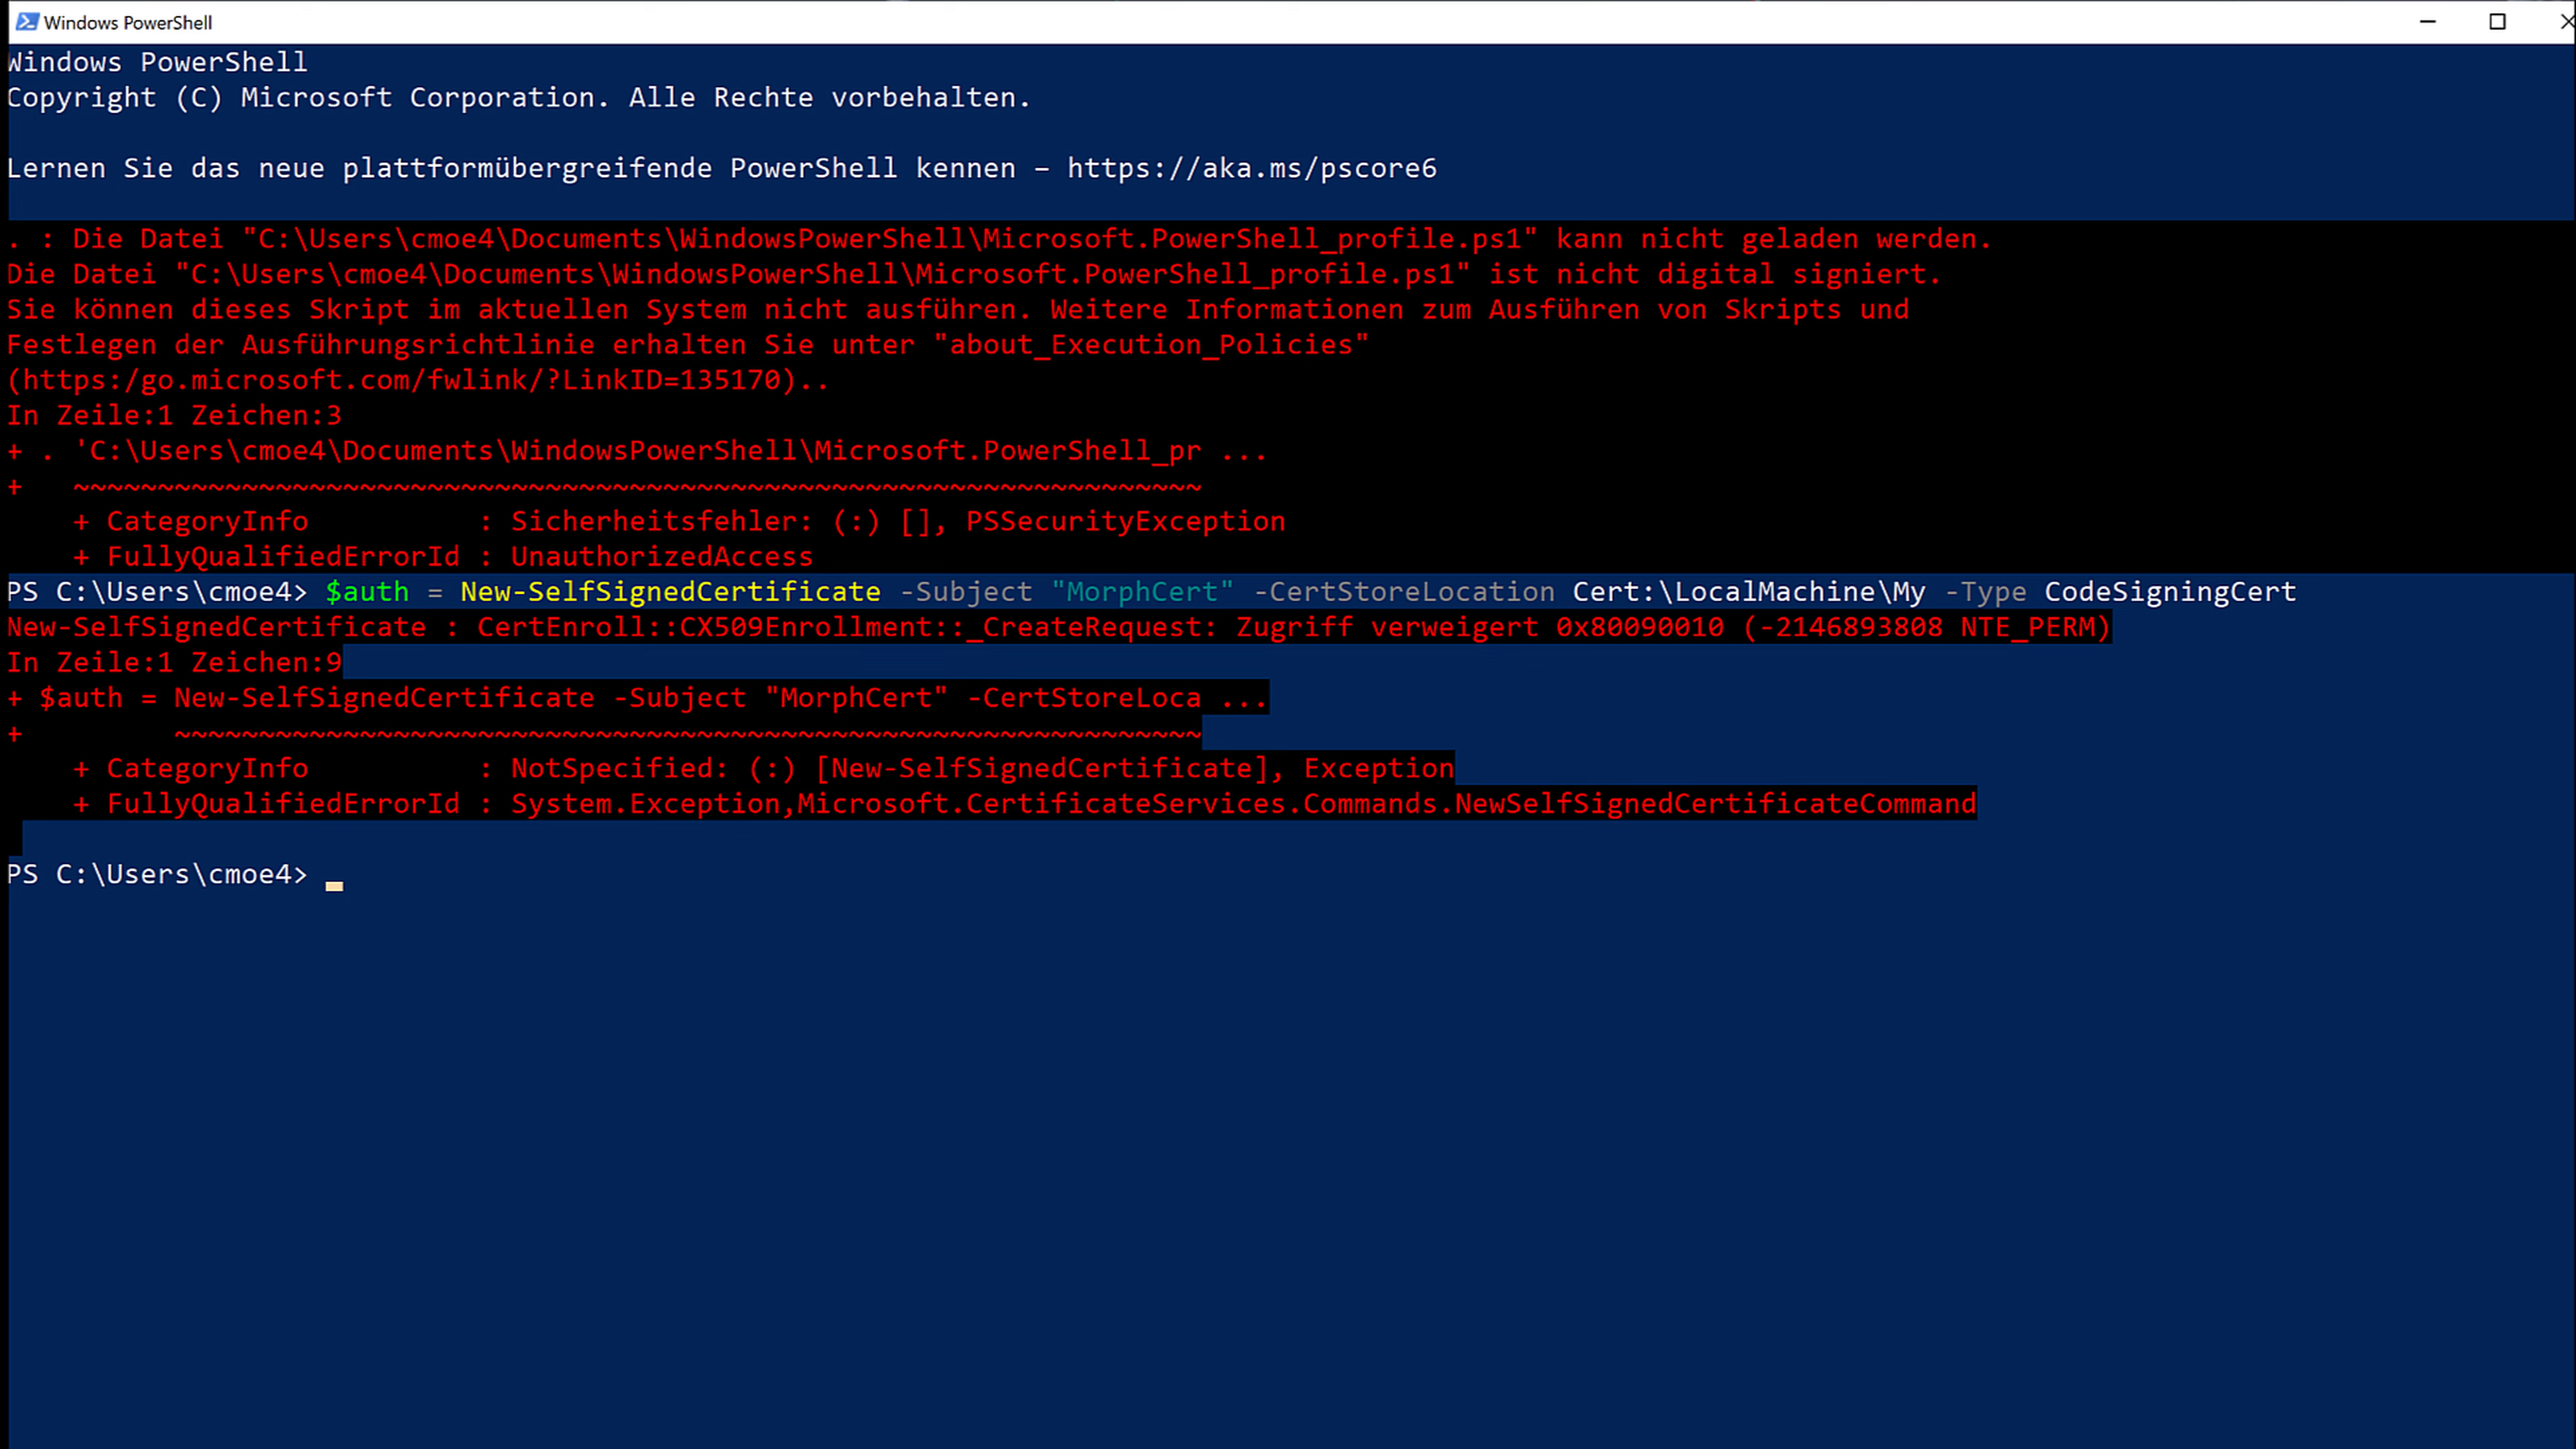 Windows PowerShell
Windows PowerShell
Copyright (C) Microsoft Corporation. Alle Rechte vorbehalten.
Lernen Sie das neue plattformübergreifende PowerShell kennen – https://aka.ms/pscore6
. : Die Datei "C:\Users\cmoe4\Documents\WindowsPowerShell\Microsoft.PowerShell_profile.ps1" kann nicht geladen werden.
Die Datei "C:\Users\cmoe4\Documents\WindowsPowerShell\Microsoft.PowerShell_profile.ps1" ist nicht digital signiert.
Sie können dieses Skript im aktuellen System nicht ausführen. Weitere Informationen zum Ausführen von Skripts und
Festlegen der Ausführungsrichtlinie erhalten Sie unter "about_Execution_Policies"
(https:/go.microsoft.com/fwlink/?LinkID=135170)..
In Zeile:1 Zeichen:3
+ . 'C:\Users\cmoe4\Documents\WindowsPowerShell\Microsoft.PowerShell_pr ...
+   ~~~~~~~~~~~~~~~~~~~~~~~~~~~~~~~~~~~~~~~~~~~~~~~~~~~~~~~~~~~~~~~~~~~
    + CategoryInfo          : Sicherheitsfehler: (:) [], PSSecurityException
    + FullyQualifiedErrorId : UnauthorizedAccess
PS C:\Users\cmoe4> $auth = New-SelfSignedCertificate -Subject "MorphCert" -CertStoreLocation Cert:\LocalMachine\My -Type CodeSigningCert
New-SelfSignedCertificate : CertEnroll::CX509Enrollment::_CreateRequest: Zugriff verweigert 0x80090010 (-2146893808 NTE_PERM)
In Zeile:1 Zeichen:9
+ $auth = New-SelfSignedCertificate -Subject "MorphCert" -CertStoreLoca ...
+         ~~~~~~~~~~~~~~~~~~~~~~~~~~~~~~~~~~~~~~~~~~~~~~~~~~~~~~~~~~~~~
    + CategoryInfo          : NotSpecified: (:) [New-SelfSignedCertificate], Exception
    + FullyQualifiedErrorId : System.Exception,Microsoft.CertificateServices.Commands.NewSelfSignedCertificateCommand
PS C:\Users\cmoe4>